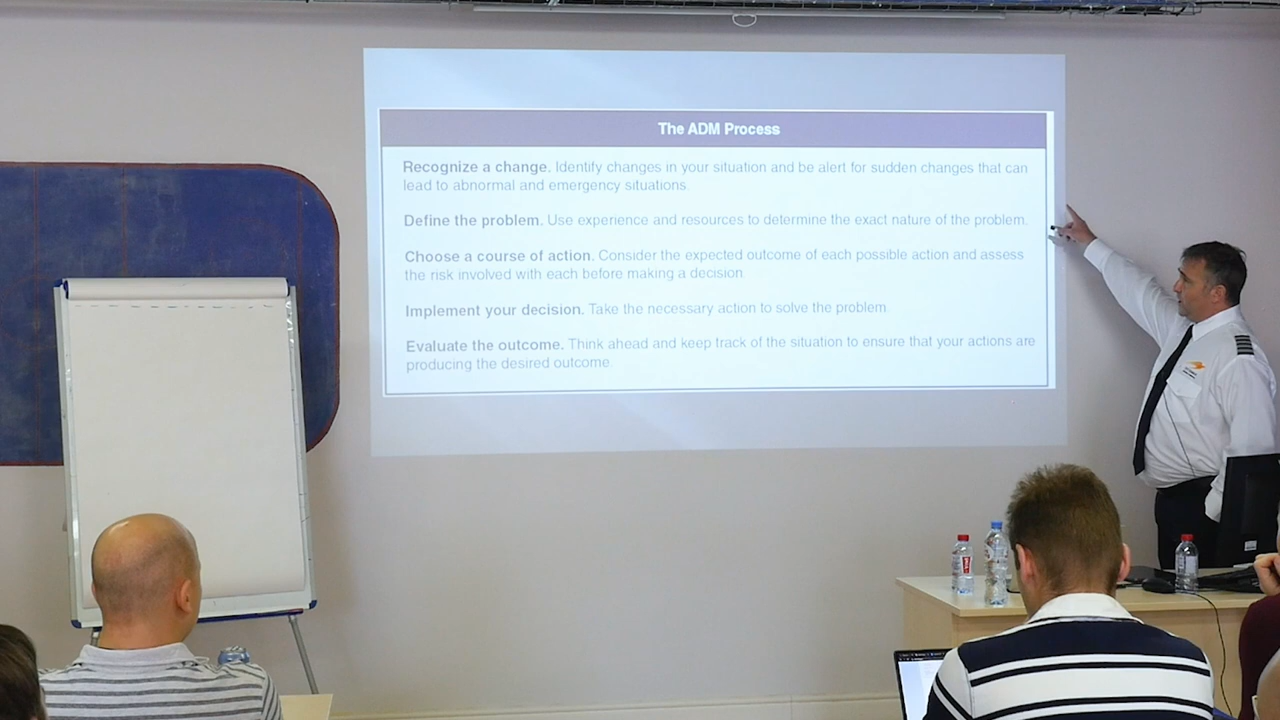 The ADM Process
Recognize a change. Identify changes in your situation and be alert for sudden changes that can
lead to abnormal and emergency situations.
Define the problem. Use experience and resources to determine the exact nature of the problem.
Choose a course of action. Consider the expected outcome of each possible action and assess
the risk involved with each before making a decision
Implement your decision. Take the necessary action to solve the problem
Evaluate the outcome. Think ahead and keep track of the situation to ensure that your actions are
producing the desired outcome.